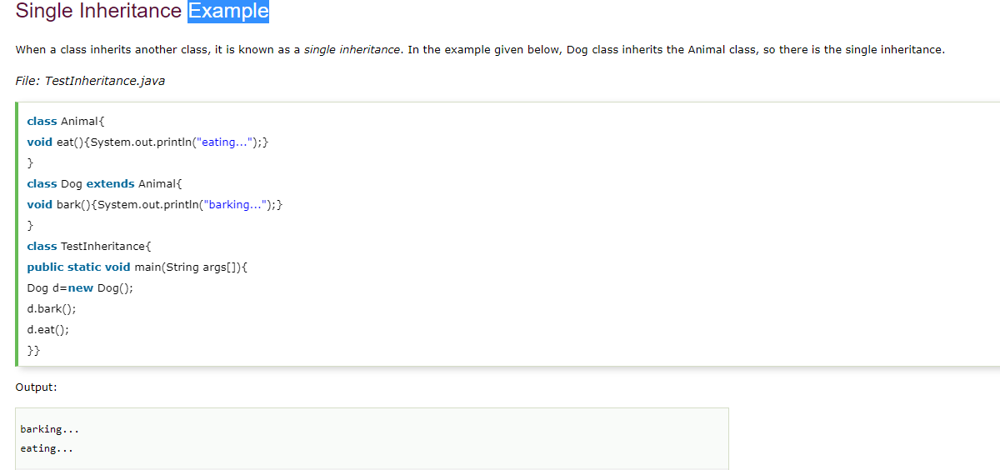 Single Inheritance Example
When a class inherits another class, it is known as a single inheritance. In the example given below, Dog class inherits the Animal class, so there is the single inheritance.
File: TestInheritance.java
class Animal{
void eat(){System.out.println("eating...");}
}
class Dog extends Animal{
void bark(){System.out.println("barking...");}
}
class TestInheritance{
public static void main(String args[]){
Dog d=new Dog();
d.bark();
d.eat();
}}
Output:
barking...
eating...